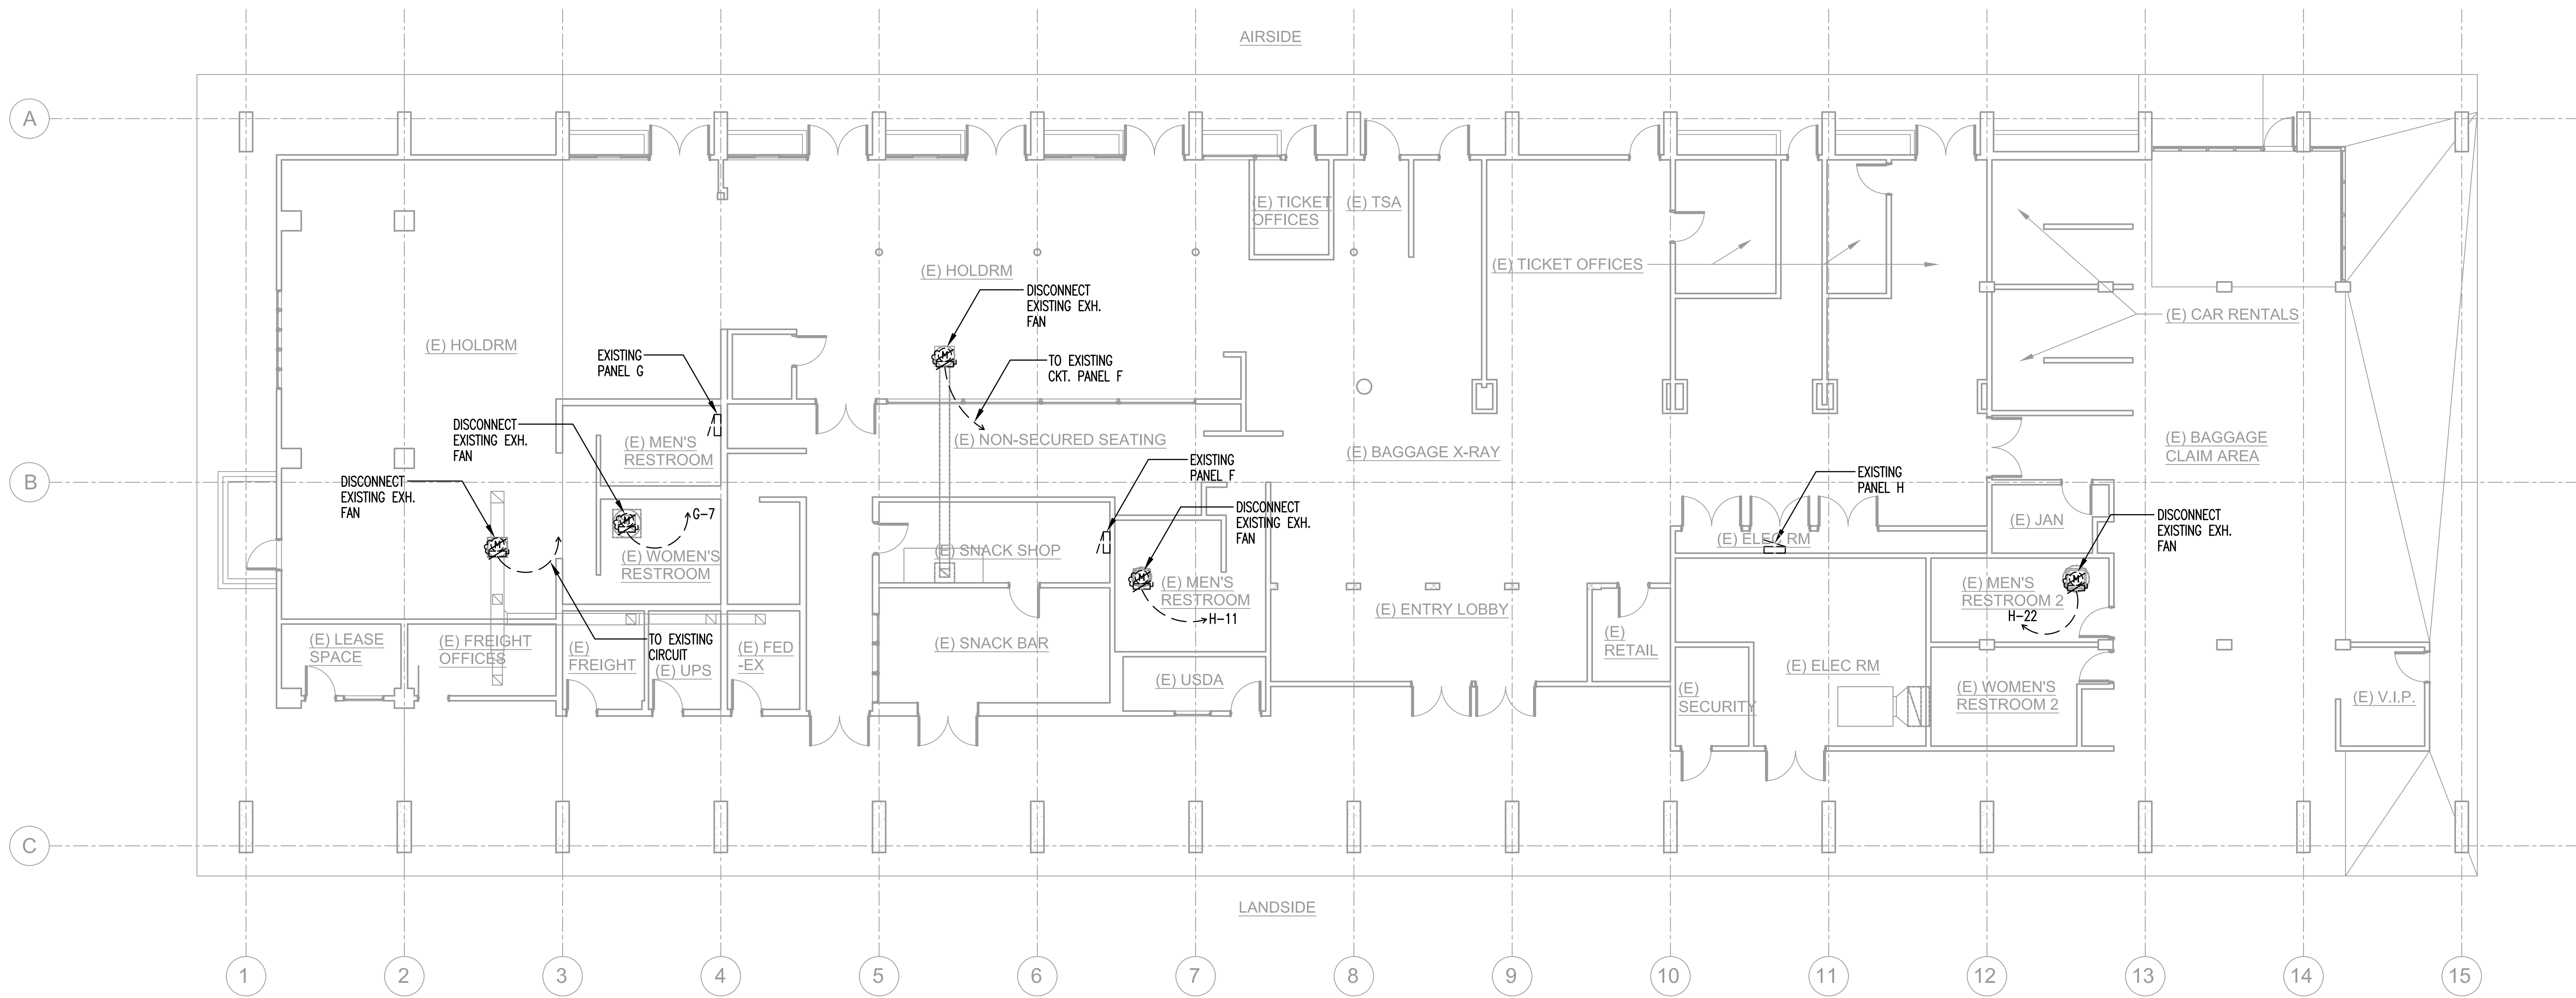 AIRSIDE
A
(E) TICKET
OFFICES
(E) TSA
(E) HOLDRM
(E) TICKET OFFICES
DISCONNECT
EXISTING EXH.
FAN
(E) CAR RENTALS
(E) HOLDRM
EXISTING
PANEL G
TO EXISTING
CKT. PANEL F
DISCONNECT
EXISTING EXH.
FAN
(E) MEN'S
RESTROOM
(E) NON-SECURED SEATING
(E) BAGGAGE X-RAY
(E) BAGGAGE
CLAIM AREA
EXISTING
PANEL F
EXISTING
PANEL H
B
DISCONNECT
EXISTING EXH.
FAN
G-7
DISCONNECT
EXISTING EXH.
FAN
(E) JAN
DISCONNECT
EXISTING EXH.
FAN
(E) ELEC RM
(E) SNACK SHOP
(E) WOMEN'S
RESTROOM
(E) MEN'S
RESTROOM
(E) MEN'S
RESTROOM 2
H-11
H-22
(E) ENTRY LOBBY
(E) LEASE
SPACE
(E) FREIGHT
OFFICES
(E)
FREIGHT
TO EXISTING
CIRCUIT
(E) UPS
(E) FED
-EX
(E) SNACK BAR
(E)
RETAIL
(E) ELEC RM
(E) USDA
(E)
SECURITY
(E) WOMEN'S
RESTROOM 2
(E) V.I.P.
C
LANDSIDE
1 2 3 4 5 6 7 8 9 10 11 12 13 14 15